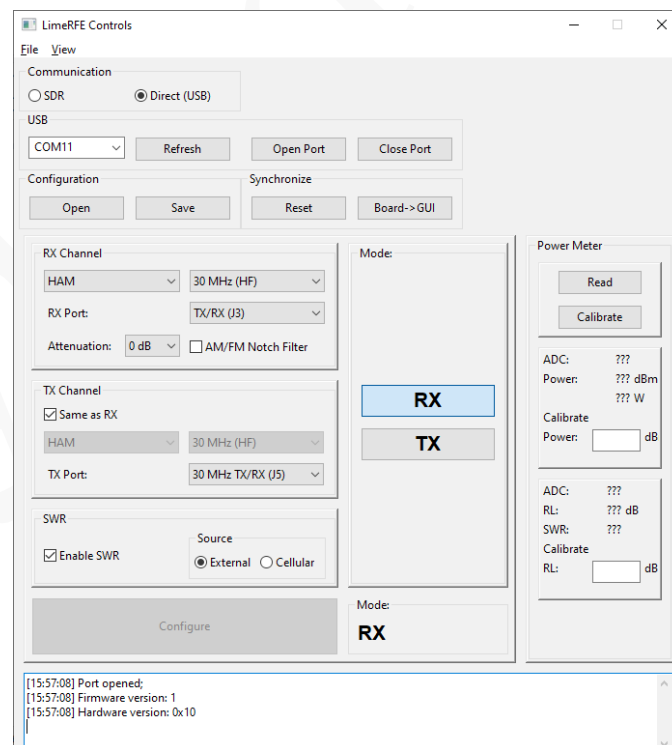 LimeRFE Controls
File View
Communication
SDR Direct (USB)
USB
COM11 Refresh Open Port Close Port
Configuration Synchronize
Open Save Reset Board->GUI
RX Channel Mode: Power Meter
HAM 30 MHz (HF) Read
RX Port: TX/RX (J3) Calibrate
Attenuation: 0 dB AM/FM Notch Filter
ADC: ???
Power: ??? dBm
??? W
Calibrate
Power: dB
TX Channel
Same as RX RX
HAM 30 MHz (HF) TX
TX Port: 30 MHz TX/RX (J5)
ADC: ???
RL: ??? dB
SWR: ???
Calibrate
RL: dB
SWR
Source
Enable SWR External Cellular
Configure Mode:
RX
[15:57:08] Port opened;
[15:57:08] Firmware version: 1
[15:57:08] Hardware version: 0x10